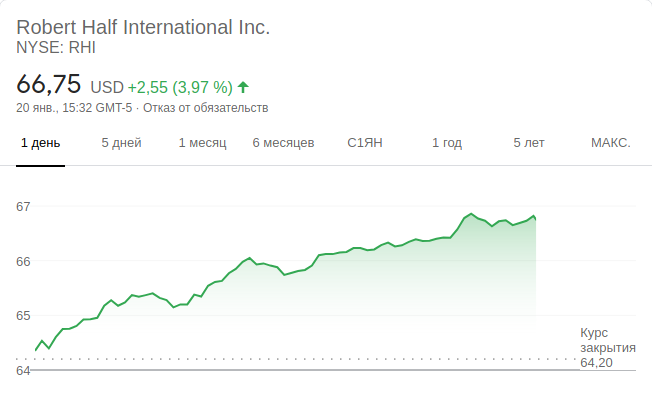 Robert Half International Inc.
NYSE: RHI
66,75 USD +2,55 (3,97 %)
20 янв., 15:32 GMT-5 · Отказ от обязательств
1 день 5 дней 1 месяц 6 месяцев С1ЯН 1 год 5 лет МАКС.
67
66
65
64
Курс
закрытия
64,20